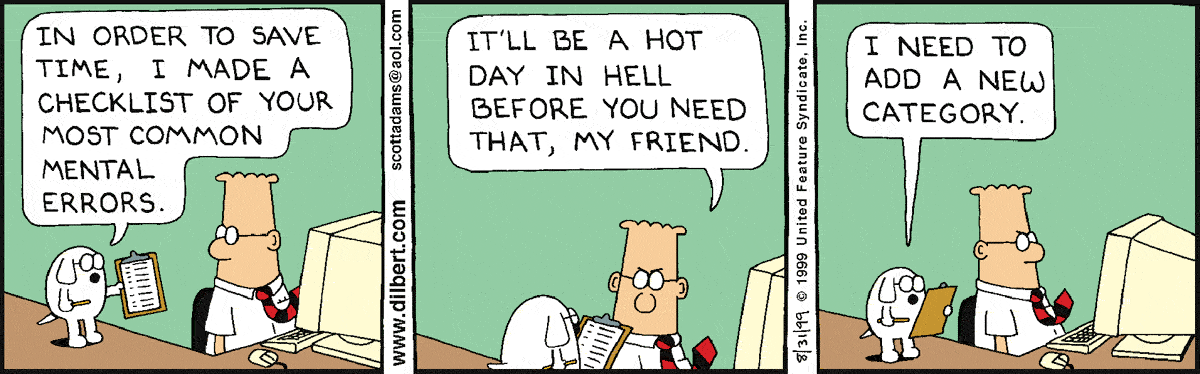 IN ORDER TO SAVE
TIME, I MADE A
CHECKLIST OF YOUR
MOST COMMON
MENTAL
ERRORS.
www.dilbert.com scottadams@aol.com
IT'LL BE A HOT
DAY IN HELL
BEFORE YOU NEED
THAT, MY FRIEND.
8/31/99 © 1999 United Feature Syndicate, Inc.
I NEED TO
ADD A NEW
CATEGORY.